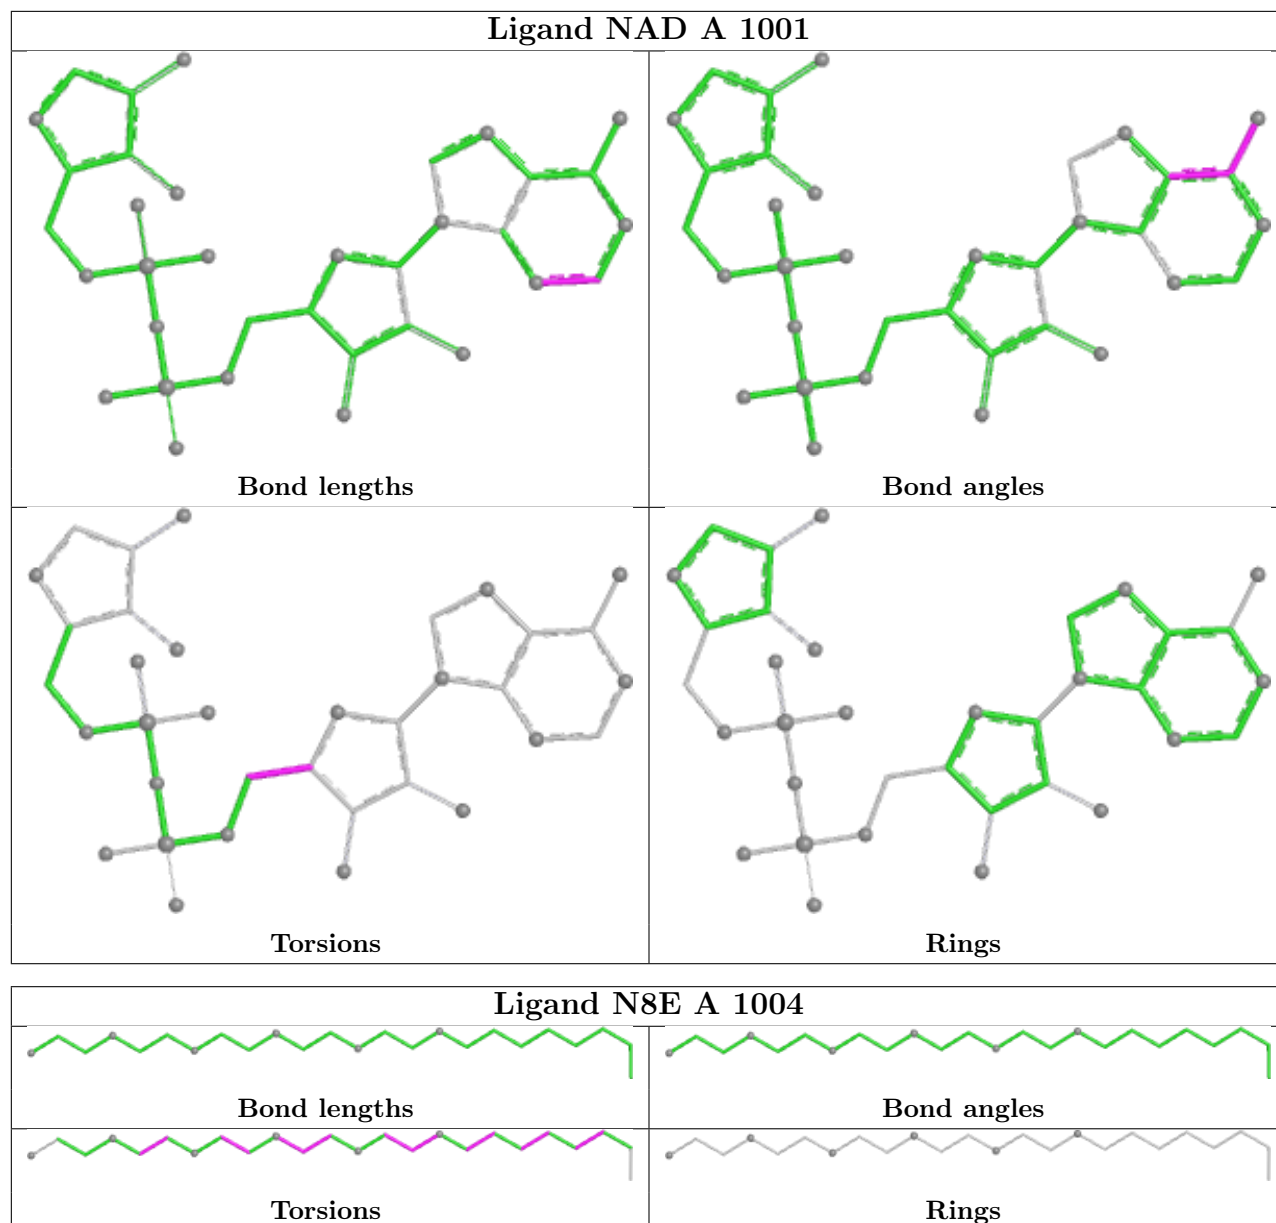 Ligand NAD A 1001
Bond lengths
Bond angles
Torsions
Rings
Ligand N8E A 1004
Bond lengths
Bond angles
Torsions
Rings